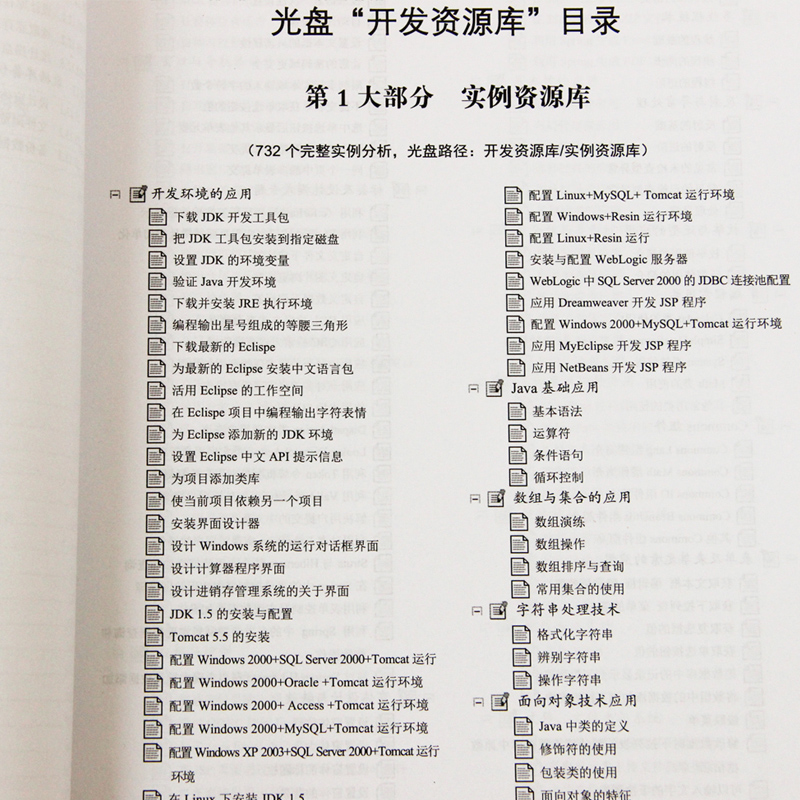 光盘“开发资源库”目录
第 1 大部分 实例资源库
（732 个完整实例分析，光盘路径：开发资源库/实例资源库）
开发环境的应用
下载 JDK 开发工具包
把 JDK 工具包安装到指定磁盘
设置 JDK 的环境变量
验证 Java 开发环境
下载并安装 JRE 执行环境
编程输出星号组成的等腰三角形
下载最新的 Eclispe
为最新的 Eclipse 安装中文语言包
活用 Eclipse 的工作空间
在 Eclispe 项目中编程输出字符表情
为 Eclipse 添加新的 JDK 环境
设置 Eclipse 中文 API 提示信息
为项目添加类库
使当前项目依赖另一个项目
安装界面设计器
设计 Windows 系统的运行对话框界面
设计计算器程序界面
设计进销存管理系统的关于界面
JDK 1.5 的安装与配置
Tomcat 5.5 的安装
配置 Windows 2000+SQL Server 2000+Tomcat 运行
配置 Windows 2000+Oracle +Tomcat 运行环境
配置 Windows 2000+ Access +Tomcat 运行环境
配置 Windows 2000+MySQL+Tomcat 运行环境
配置 Windows XP 2003+SQL Server 2000+Tomcat 运行
环境
在 Linux 下安装 JDK 1.5
配置 Linux+MySQL+ Tomcat 运行环境
配置 Windows+Resin 运行环境
配置 Linux+Resin 运行
安装与配置 WebLogic 服务器
WebLogic 中 SQL Server 2000 的 JDBC 连接池配置
应用 Dreamweaver 开发 JSP 程序
配置 Windows 2000+MySQL+Tomcat 运行环境
应用 MyEclipse 开发 JSP 程序
应用 NetBeans 开发 JSP 程序
Java 基础应用
基本语法
运算符
条件语句
循环控制
数组与集合的应用
数组演练
数组操作
数组排序与查询
常用集合的使用
字符串处理技术
格式化字符串
辨别字符串
操作字符串
面向对象技术应用
Java 中类的定义
修饰符的使用
包装类的使用
面向对象的特征